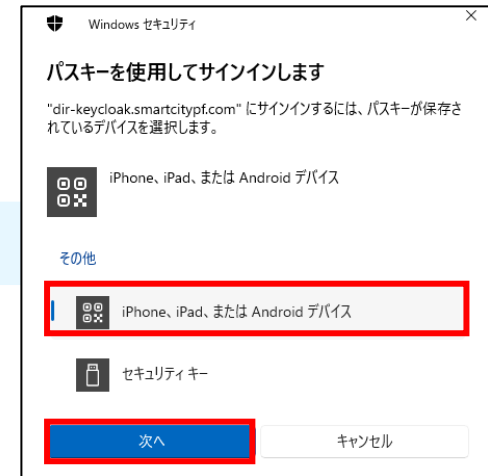 Windows セキュリティ
パスキーを使用してサインインします
"dir-keycloak.smartcitypf.com" にサインインするには、パスキーが保存さ
れているデバイスを選択します。
iPhone、iPad、または Android デバイス
その他
iPhone、iPad、または Android デバイス
セキュリティ キー
次へ
キャンセル